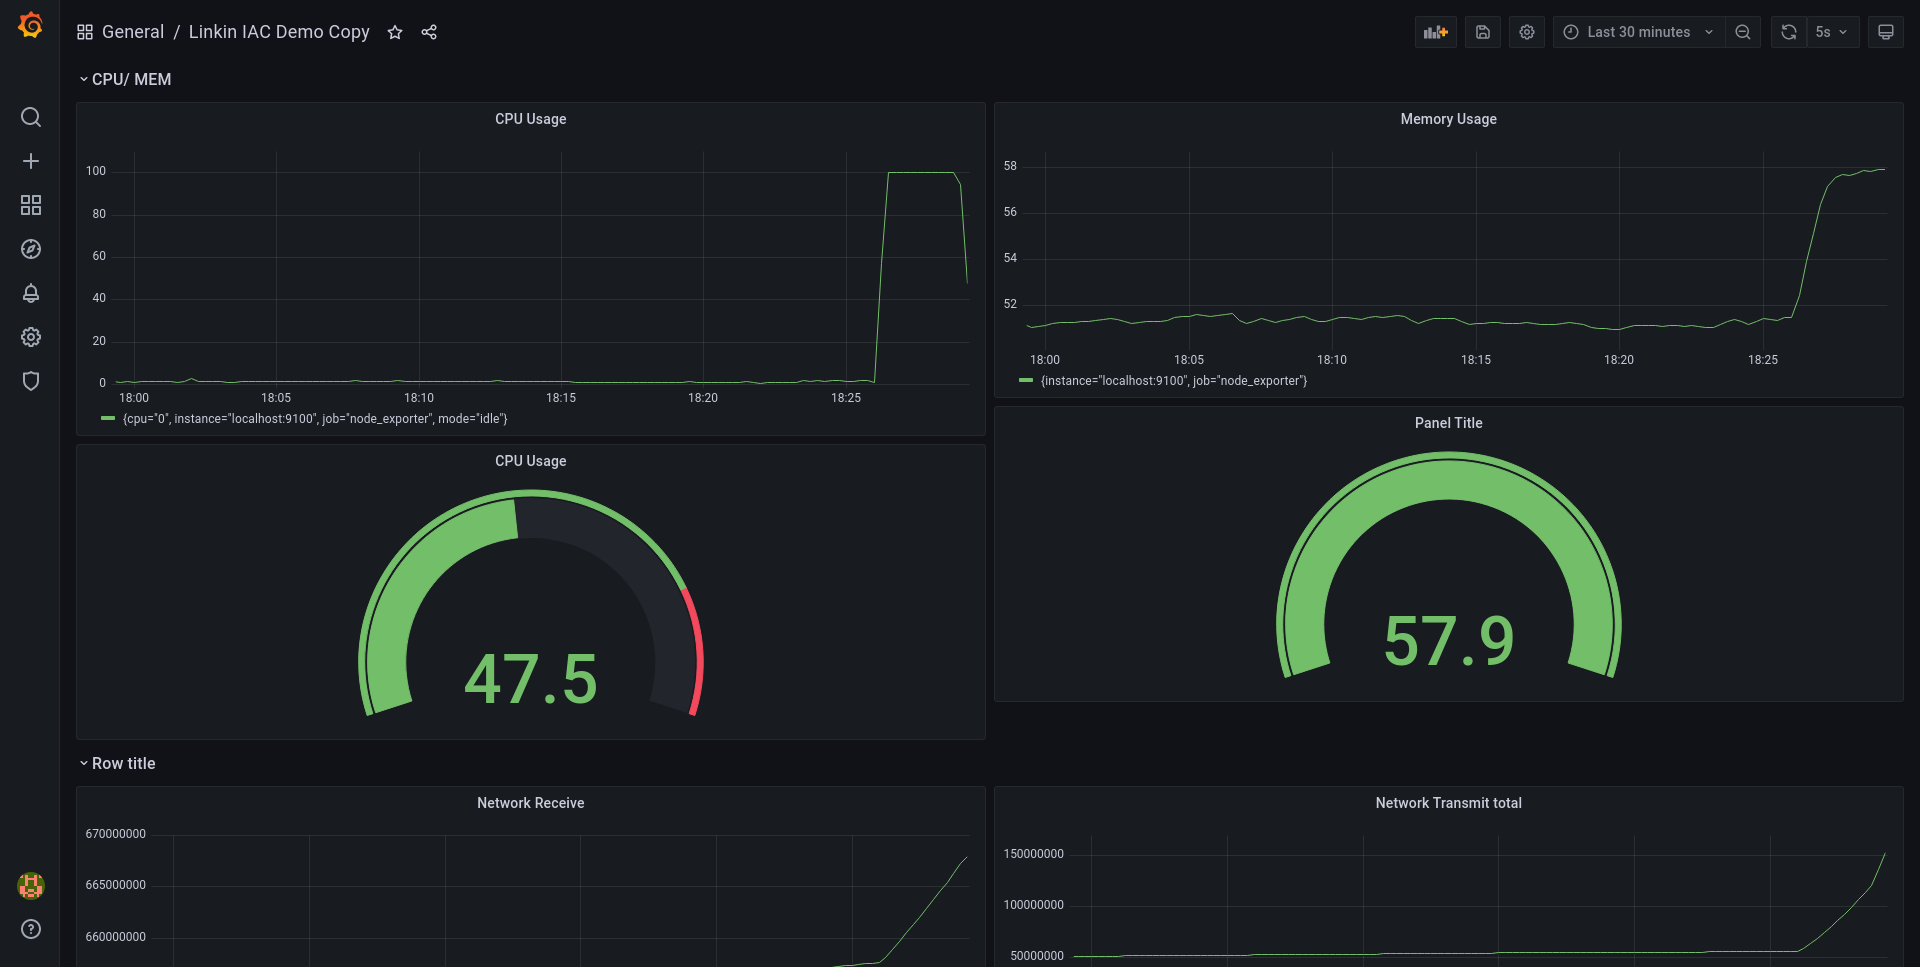 General / Linkin IAC Demo Copy
Last 30 minutes
5s
CPU/ MEM
CPU Usage
100
80
60
40
20
0
18:00 18:05 18:10 18:15 18:20 18:25
{cpu="0", instance="localhost:9100", job="node_exporter", mode="idle"}
Memory Usage
58
56
54
52
18:00 18:05 18:10 18:15 18:20 18:25
{instance="localhost:9100", job="node_exporter"}
CPU Usage
47.5
Panel Title
57.9
Row title
Network Receive
670000000
665000000
660000000
Network Transmit total
150000000
100000000
50000000